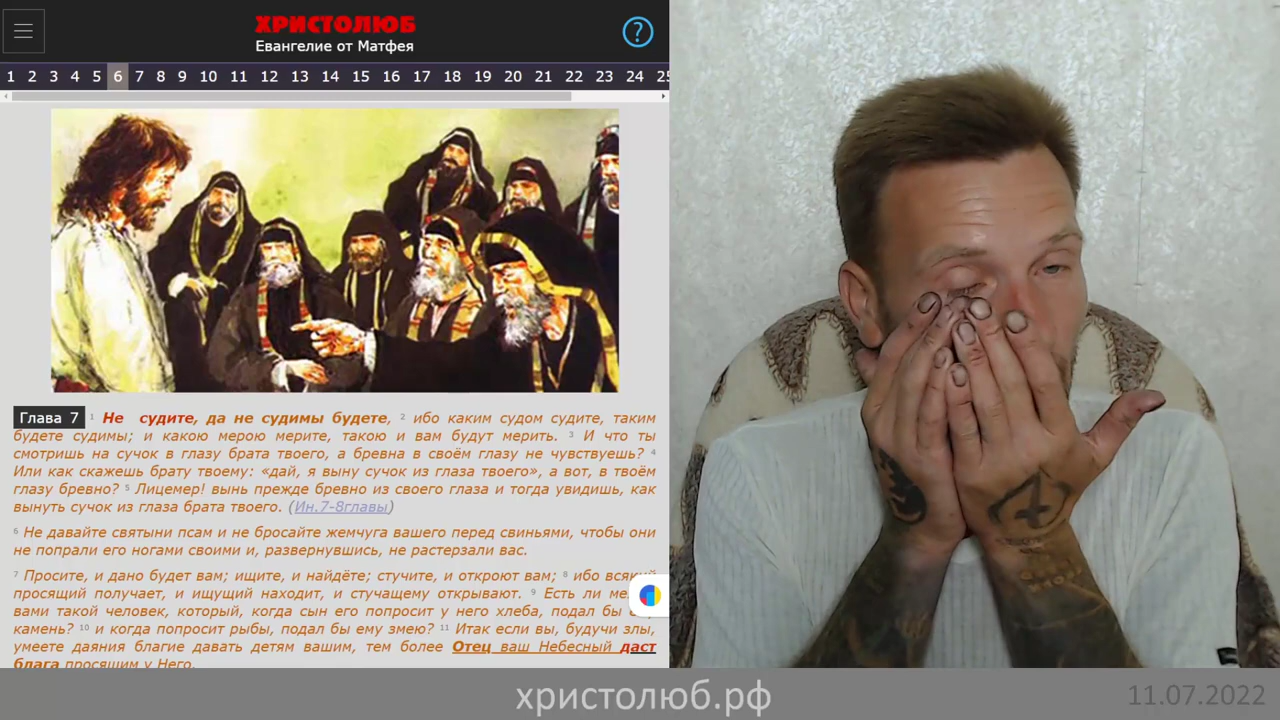 ХРИСТОЛЮБ
Евангелие от Матфея
?
1 2 3 4 5 6 7 8 9 10 11 12 13 14 15 16 17 18 19 20 21 22 23 24
Глава 7 1 Не судите, да не судимы будете, 2 ибо каким судом судите, таким
будете судимы; и какою мерою мерите, такою и вам будут мерить. 3 И что ты
смотришь на сучок в глазу брата твоего, а бревна в своём глазу не чувствуешь? 4
Или как скажешь брату твоему: «дай, я выну сучок из глаза твоего», а вот, в твоём
глазу бревно? 5 Лицемер! вынь прежде бревно из своего глаза и тогда увидишь, как
вынуть сучок из глаза брата твоего. (Ин.7-8главы)
6 Не давайте святыни псам и не бросайте жемчуга вашего перед свиньями, чтобы они
не попрали его ногами своими и, развернувшись, не растерзали вас.
7 Просите, и дано будет вам; ищите, и найдёте; стучите, и откроют вам; 8 ибо всякий
просящий получает, и ищущий находит, и стучащему открывают. 9 Есть ли
вами такой человек, который, когда сын его попросит у него хлеба, подал бы
камень? 10 и когда попросит рыбы, подал бы ему змею? 11 Итак если вы, будучи злы,
умеете даяния благие давать детям вашим, тем более Отец ваш Небесный даст
блага просящим у Него.
христолюб.рф
11.07.2022